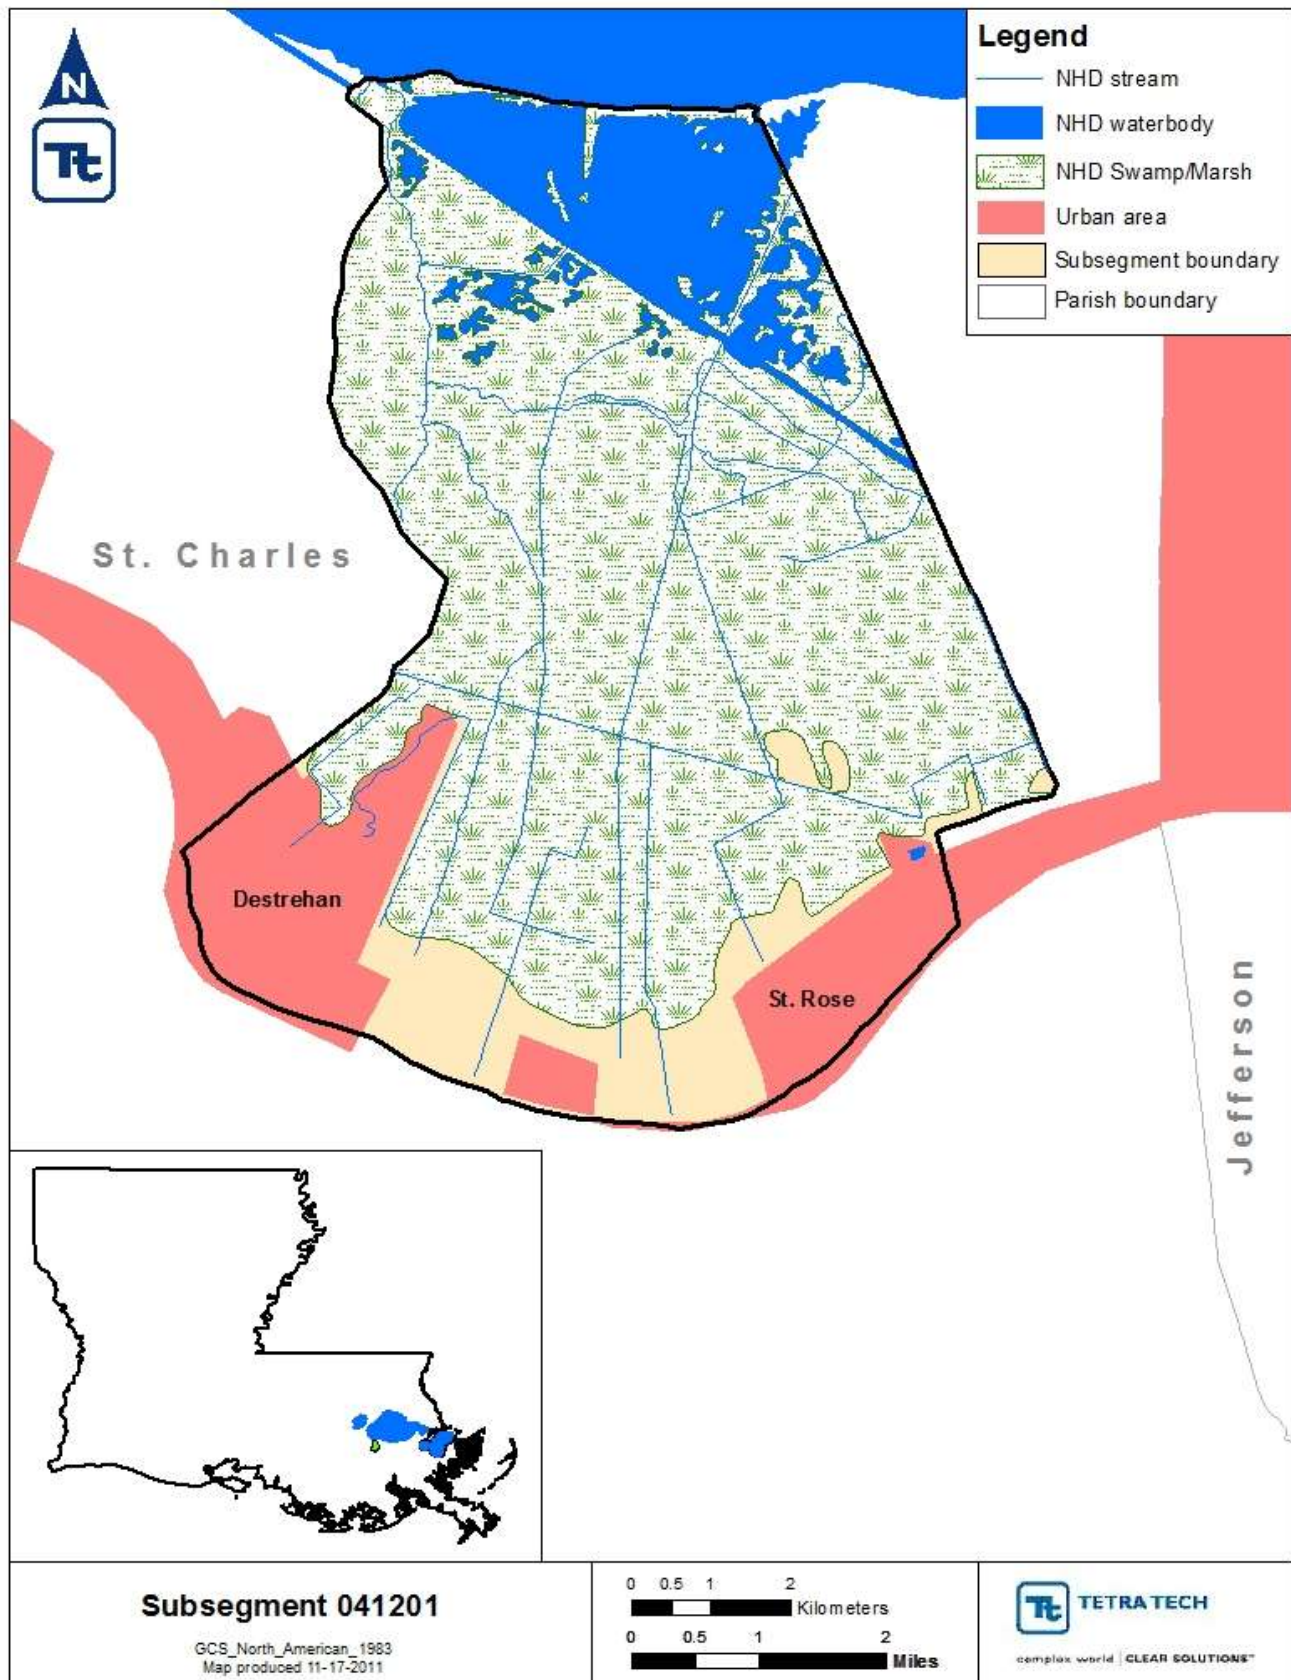 N
Tt
Legend
NHD stream
NHD waterbody
NHD Swamp/Marsh
Urban area
Subsegment boundary
Parish boundary
St. Charles
Destrehan
St. Rose
Jefferson
Subsegment 041201
GCS_North_American_1983
Map produced 11-17-2011
0 0.5 1 2
Kilometers
0 0.5 1 2
Miles
Tt TETRA TECH
complex world | CLEAR SOLUTIONS™